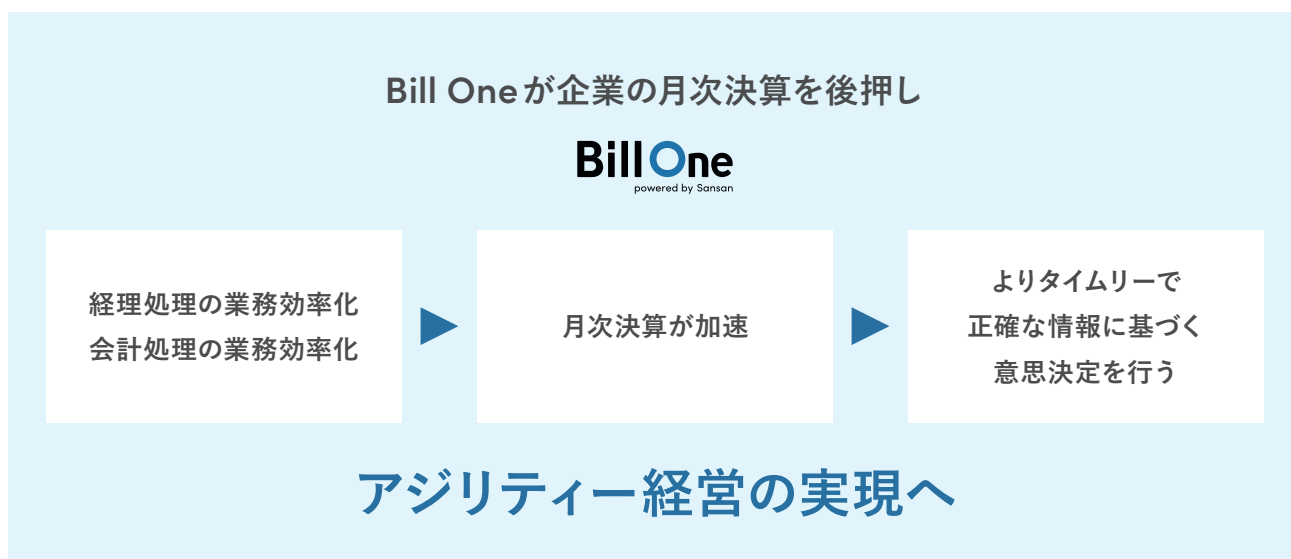 Bill Oneが企業の月次決算を後押し
Bill One
powered by Sansan
経理処理の業務効率化
会計処理の業務効率化
月次決算が加速
よりタイムリーで
正確な情報に基づく
意思決定を行う
アジリティー経営の実現へ